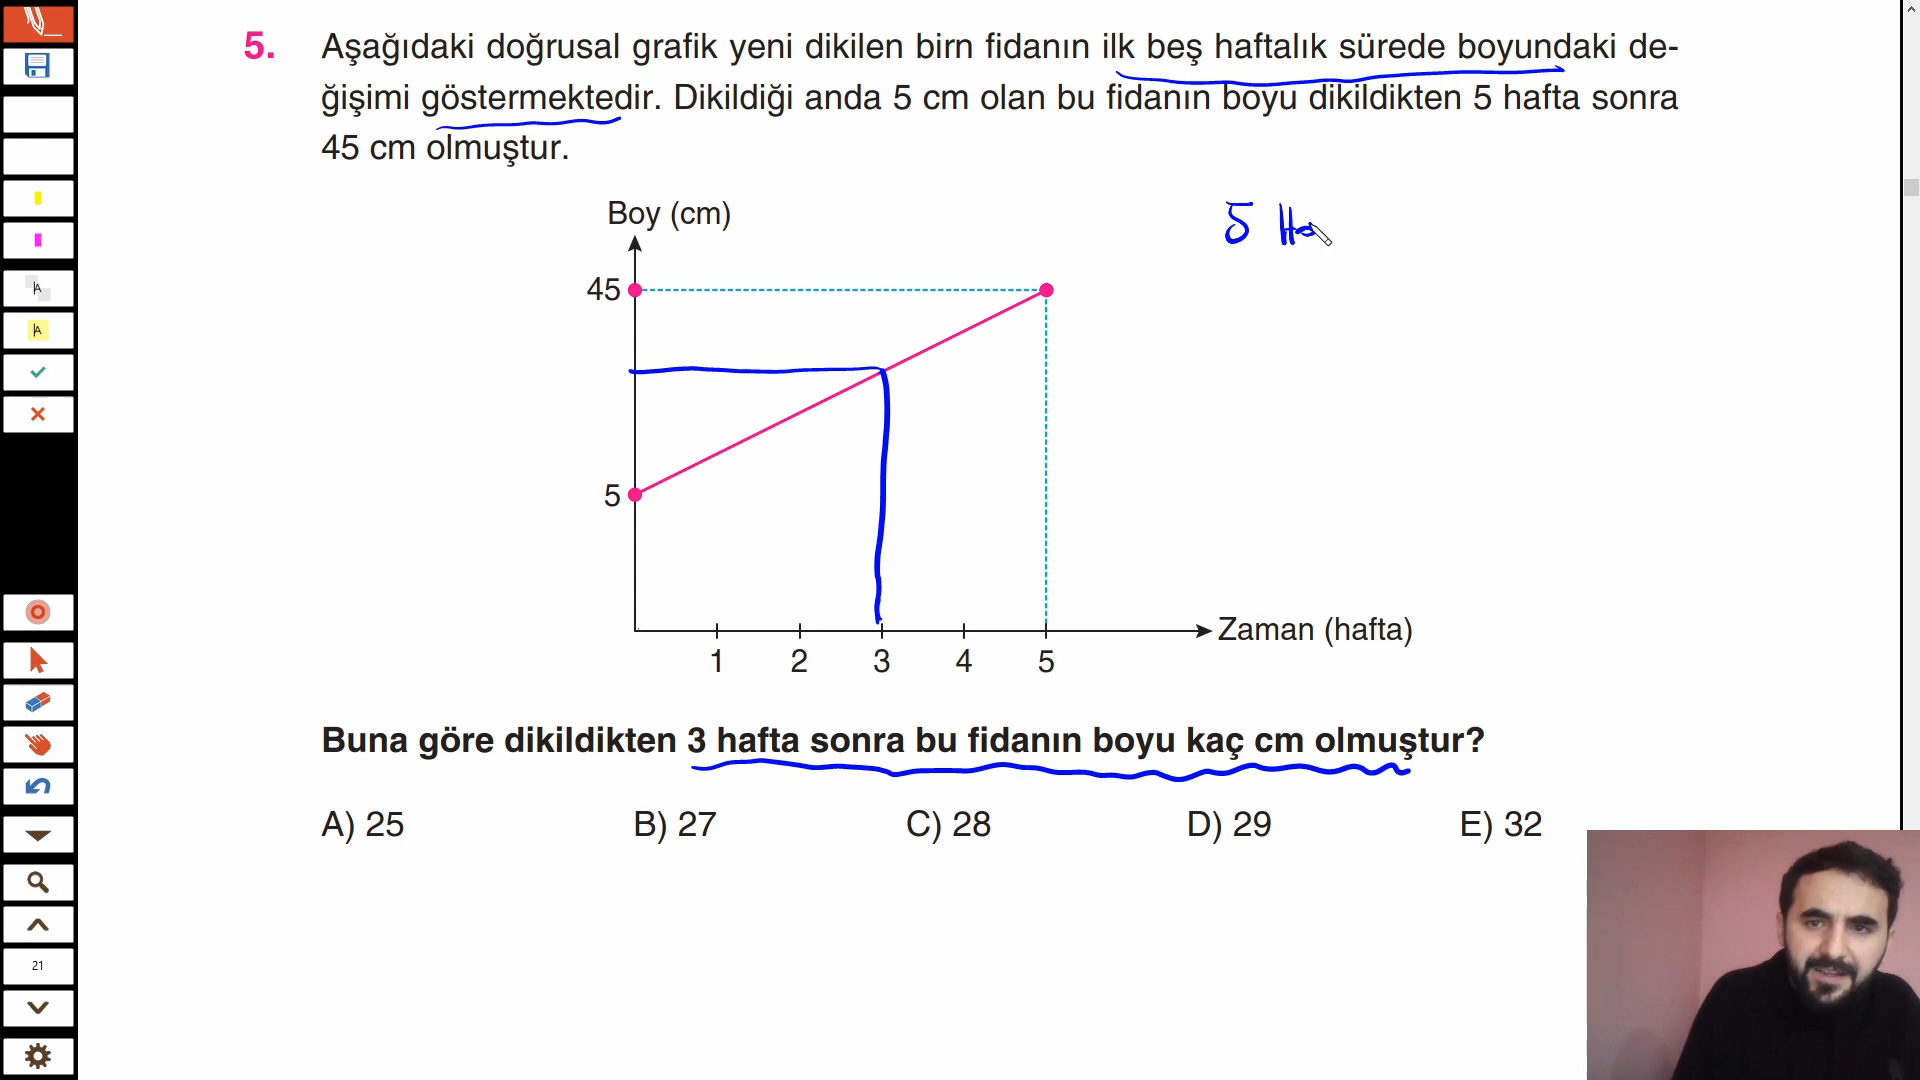 5. Aşağıdaki doğrusal grafik yeni dikilen birn fidanın ilk beş haftalık sürede boyundaki de-
ğişimi göstermektedir. Dikildiği anda 5 cm olan bu fidanın boyu dikildikten 5 hafta sonra
45 cm olmuştur.
Boy (cm)
5 Ha
45
5
Zaman (hafta)
1 2 3 4 5
Buna göre dikildikten 3 hafta sonra bu fidanın boyu kaç cm olmuştur?
A) 25 B) 27 C) 28 D) 29 E) 32
A
A
21